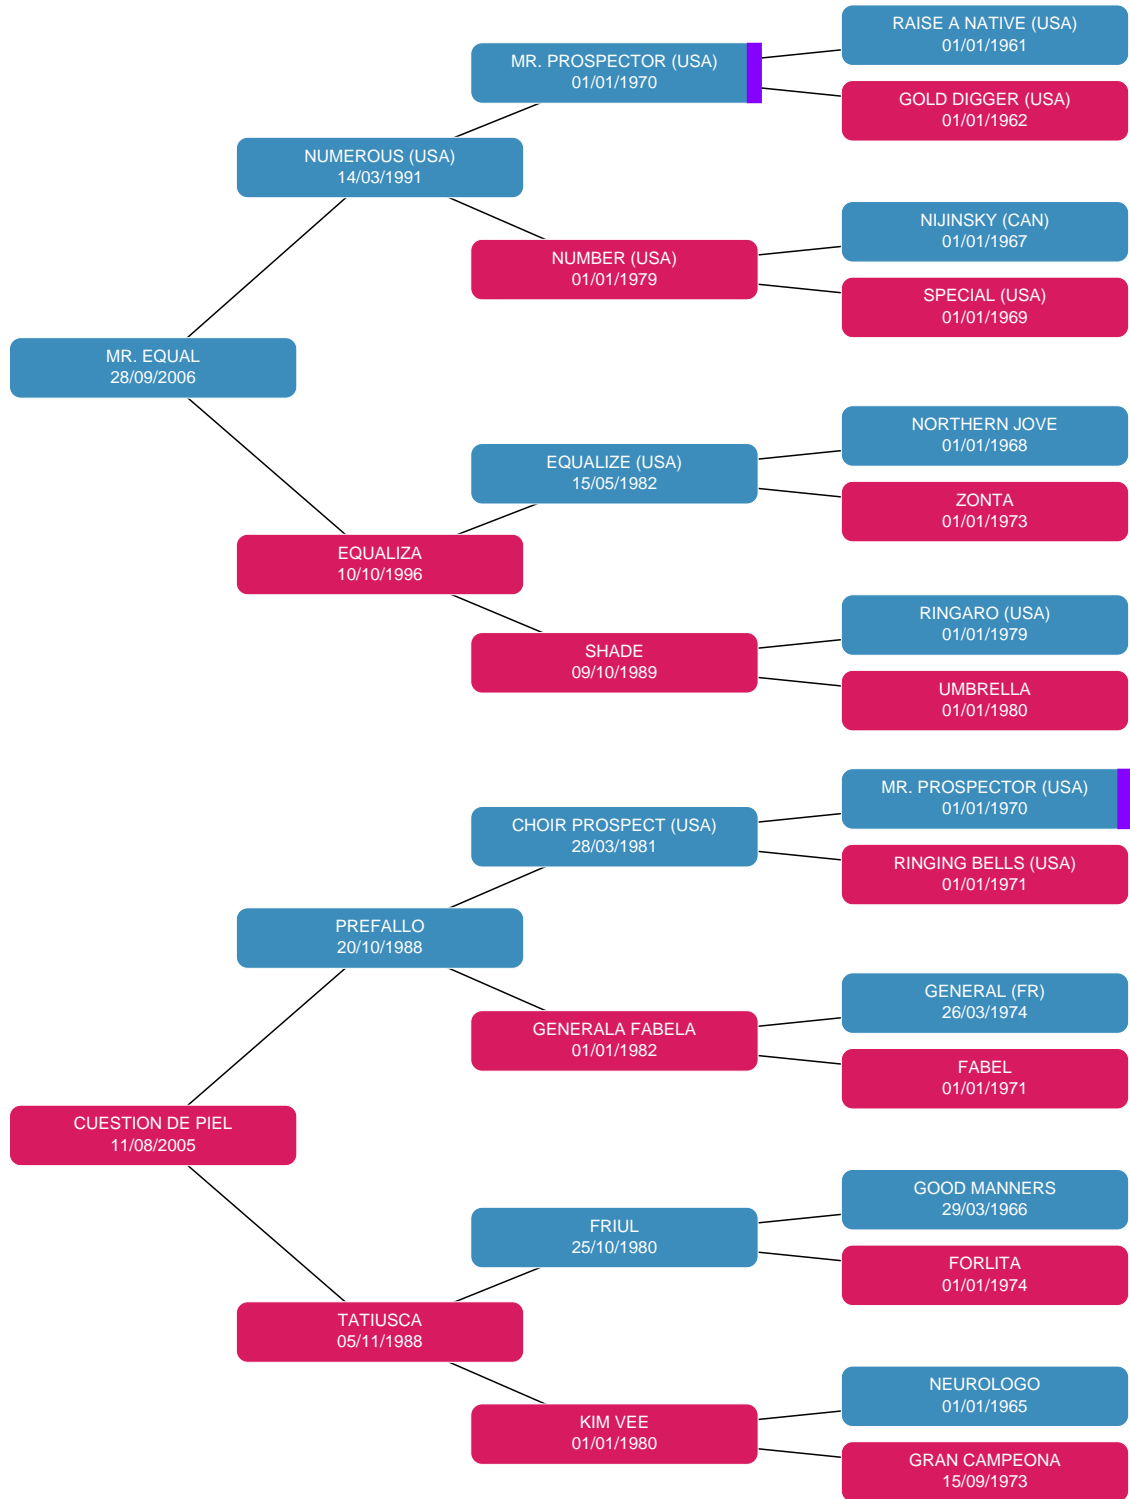 RAISE A NATIVE (USA)
01/01/1961
MR. PROSPECTOR (USA)
01/01/1970
GOLD DIGGER (USA)
01/01/1962
NUMEROUS (USA)
14/03/1991
NIJINSKY (CAN)
01/01/1967
NUMBER (USA)
01/01/1979
SPECIAL (USA)
01/01/1969
MR. EQUAL
28/09/2006
NORTHERN JOVE
01/01/1968
EQUALIZE (USA)
15/05/1982
ZONTA
01/01/1973
EQUALIZA
10/10/1996
RINGARO (USA)
01/01/1979
SHADE
09/10/1989
UMBRELLA
01/01/1980
MR. PROSPECTOR (USA)
01/01/1970
CHOIR PROSPECT (USA)
28/03/1981
RINGING BELLS (USA)
01/01/1971
PREFALLO
20/10/1988
GENERAL (FR)
26/03/1974
GENERALA FABELA
01/01/1982
FABEL
01/01/1971
CUESTION DE PIEL
11/08/2005
GOOD MANNERS
29/03/1966
FRIUL
25/10/1980
FORLITA
01/01/1974
TATIUSCA
05/11/1988
NEUROLOGO
01/01/1965
KIM VEE
01/01/1980
GRAN CAMPEONA
15/09/1973